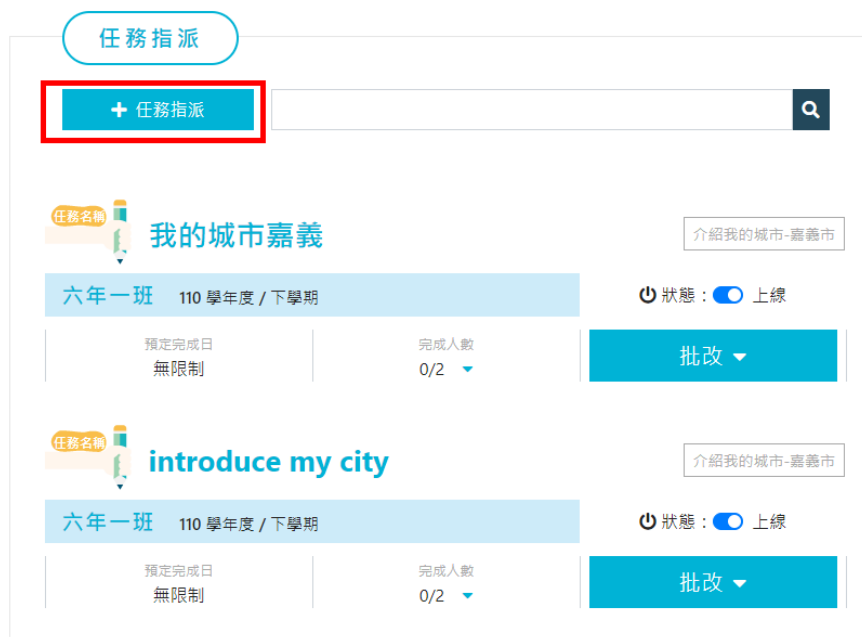 任務指派
任務指派
任務名稱
我的城市嘉義
介紹我的城市-嘉義市
六年一班 110 學年度 / 下學期
狀態： 上線
預定完成日 完成人數
無限制 0/2
批改
任務名稱
introduce my city
介紹我的城市-嘉義市
六年一班 110 學年度 / 下學期
狀態： 上線
預定完成日 完成人數
無限制 0/2
批改